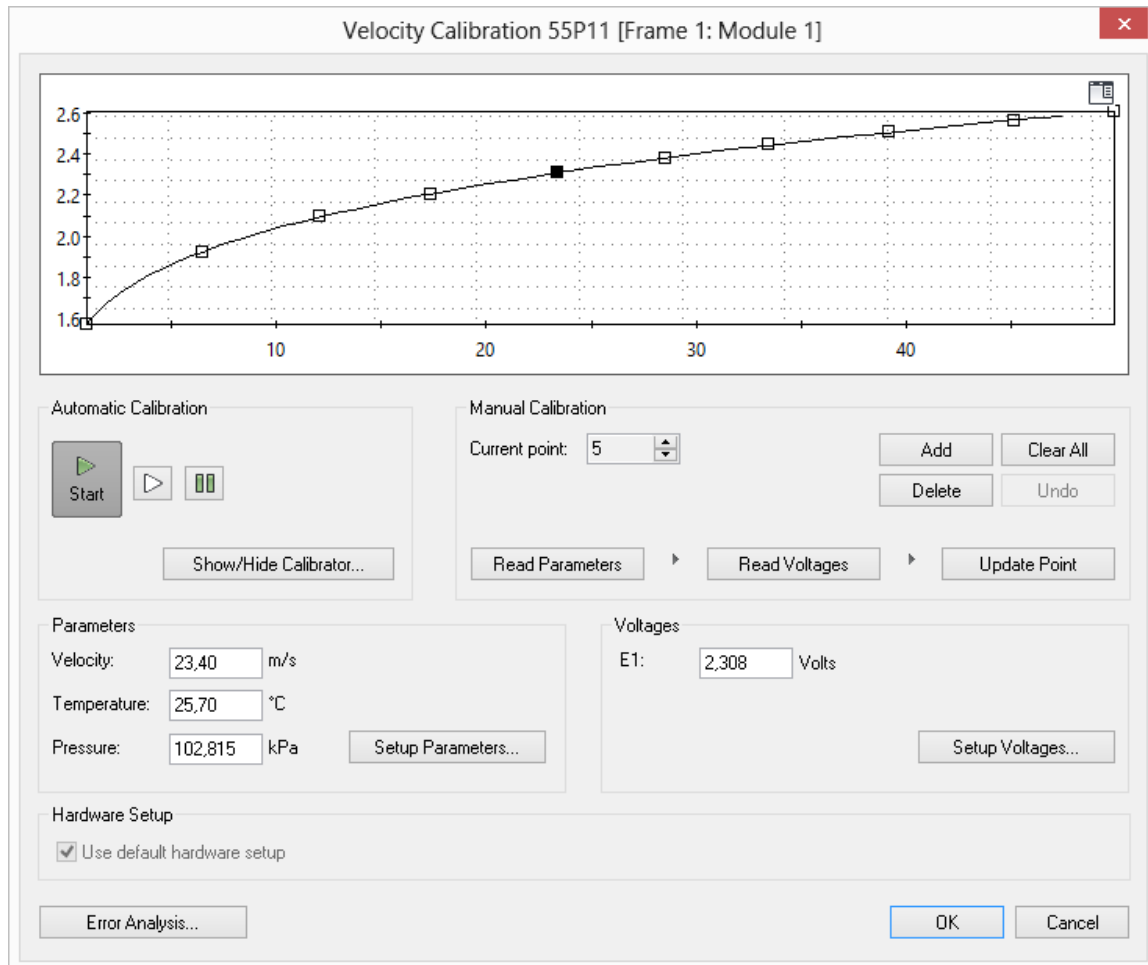 Velocity Calibration 55P11 [Frame 1: Module 1]
2.6
2.4
2.2
2.0
1.8
1.6
10 20 30 40
Automatic Calibration
Start
Show/Hide Calibrator...
Manual Calibration
Current point: 5
Add Clear All
Delete Undo
Read Parameters Read Voltages Update Point
Parameters
Velocity: 23,40 m/s
Temperature: 25,70 °C
Pressure: 102,815 kPa Setup Parameters...
Voltages
E1: 2,308 Volts
Setup Voltages...
Hardware Setup
Use default hardware setup
Error Analysis... OK Cancel